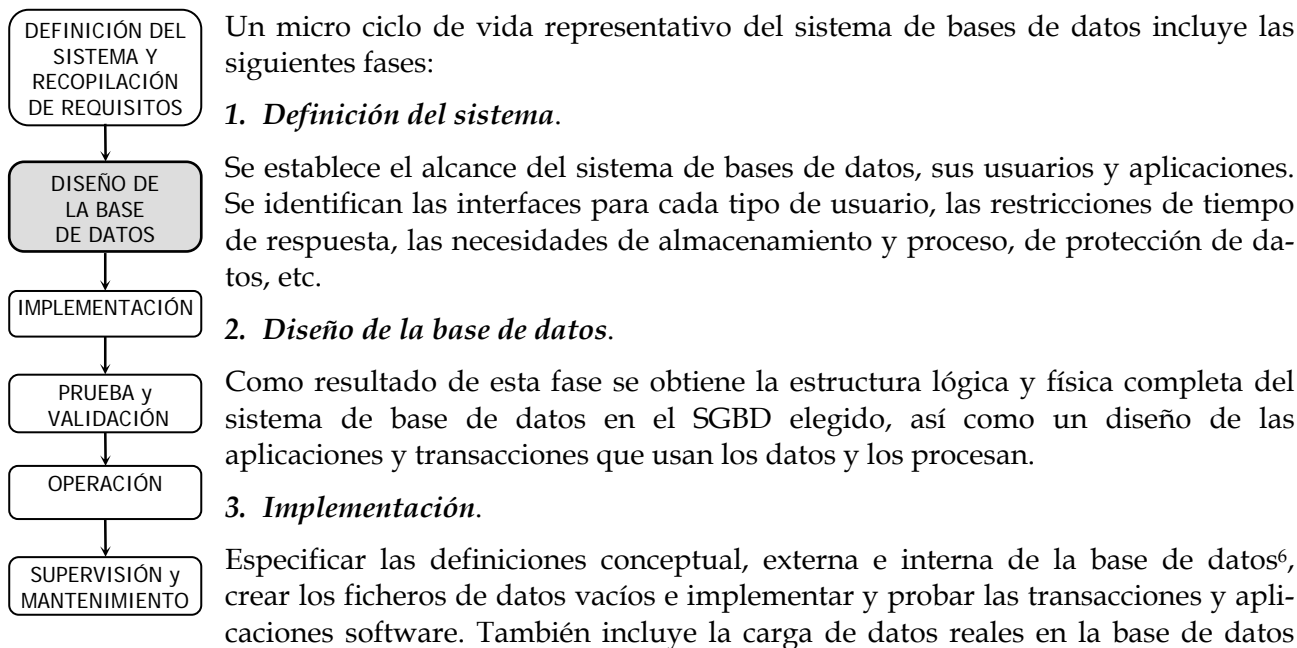 DEFINICIÓN DEL
SISTEMA Y
RECOPILACIÓN
DE REQUISITOS
DISEÑO DE
LA BASE
DE DATOS
IMPLEMENTACIÓN
PRUEBA y
VALIDACIÓN
OPERACIÓN
SUPERVISIÓN y
MANTENIMIENTO
Un micro ciclo de vida representativo del sistema de bases de datos incluye las
siguientes fases:
1. Definición del sistema.
Se establece el alcance del sistema de bases de datos, sus usuarios y aplicaciones.
Se identifican las interfaces para cada tipo de usuario, las restricciones de tiempo
de respuesta, las necesidades de almacenamiento y proceso, de protección de da-
tos, etc.
2. Diseño de la base de datos.
Como resultado de esta fase se obtiene la estructura lógica y física completa del
sistema de base de datos en el SGBD elegido, así como un diseño de las
aplicaciones y transacciones que usan los datos y los procesan.
3. Implementación.
Especificar las definiciones conceptual, externa e interna de la base de datos⁶,
crear los ficheros de datos vacíos e implementar y probar las transacciones y apli-
caciones software. También incluye la carga de datos reales en la base de datos